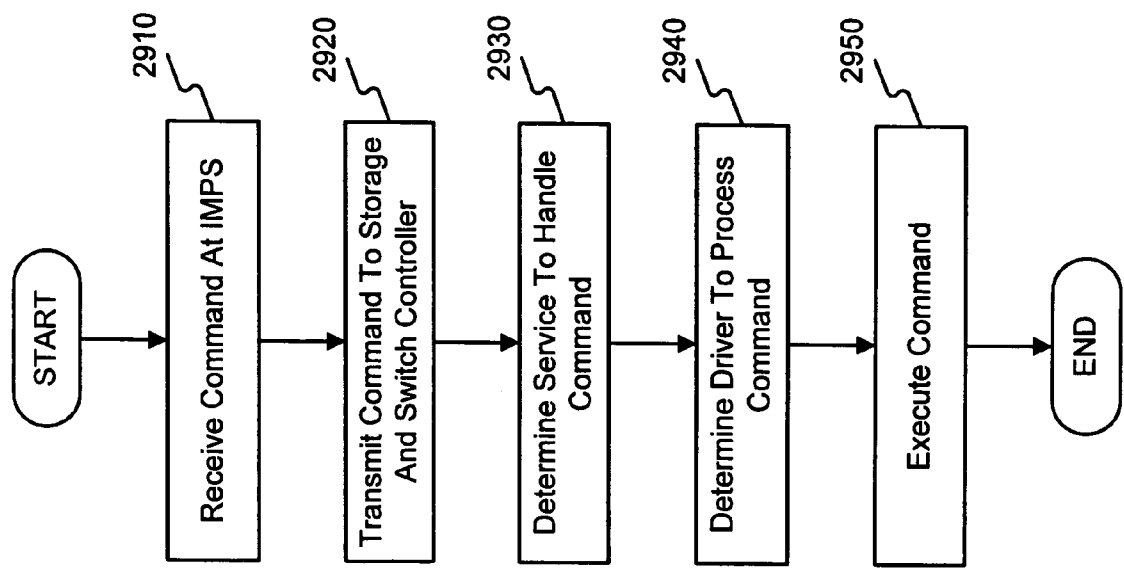 START
2910
Receive Command At IMPS
2920
Transmit Command To Storage
And Switch Controller
2930
Determine Service To Handle
Command
2940
Determine Driver To Process
Command
2950
Execute Command
END